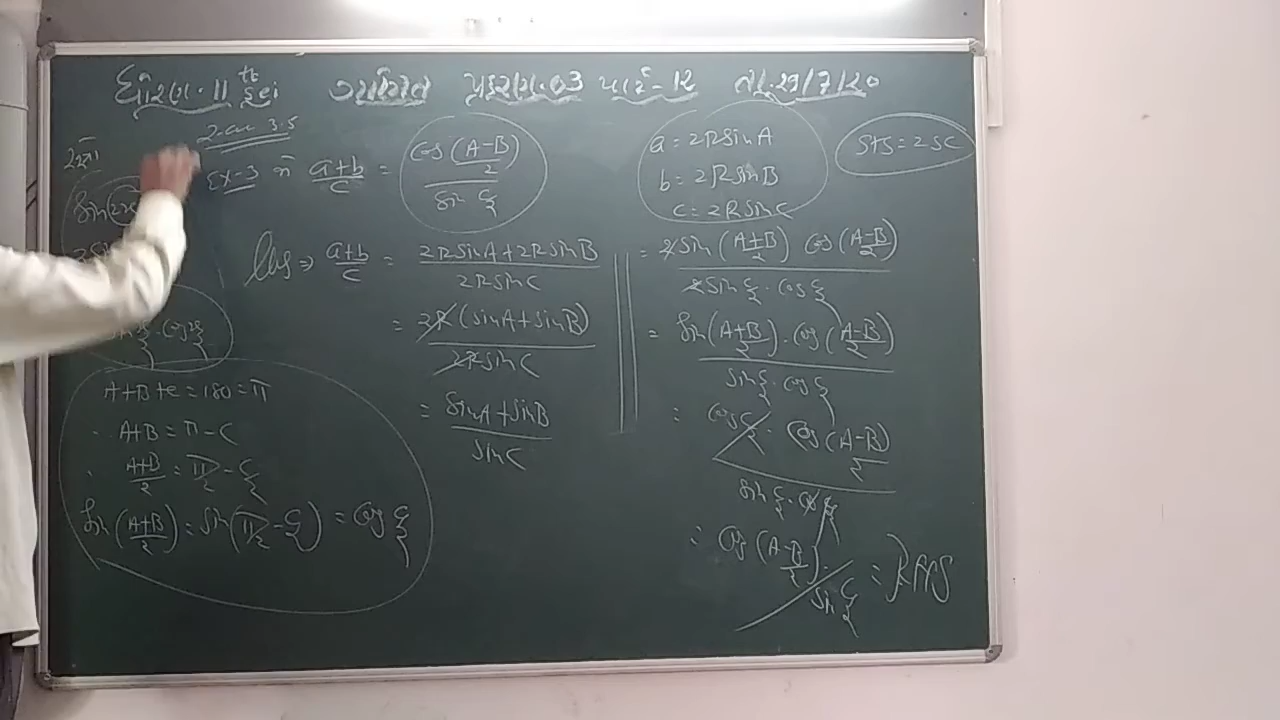 ધોરણ.11th ગણિત પ્રકરણ.03 પાર્ટ-12 તા.29/7/20
3.5
Ex-3 a+b/c = cos(A-B/2)/sin C/2
a = 2RsinA
b = 2RsinB
c = 2RsinC
S+S = 2SC
Lhs ⇒ a+b/c = 2RsinA+2RsinB/2RsinC
= 2R(sinA+sinB)/2RsinC
= sinA+sinB/sinC
= 2sin(A+B/2) cos(A-B/2)/2sin C/2 · cos C/2
= sin(A+B/2) · cos(A-B/2)/sin C/2 · cos C/2
= cos C/2 · cos(A-B/2)/sin C/2 · cos C/2
= cos(A-B/2)/sin C/2 = RHS
A+B+C = 180 = π
∴ A+B = π-C
∴ A+B/2 = π/2 - C/2
sin(A+B/2) = sin(π/2 - C/2) = cos C/2